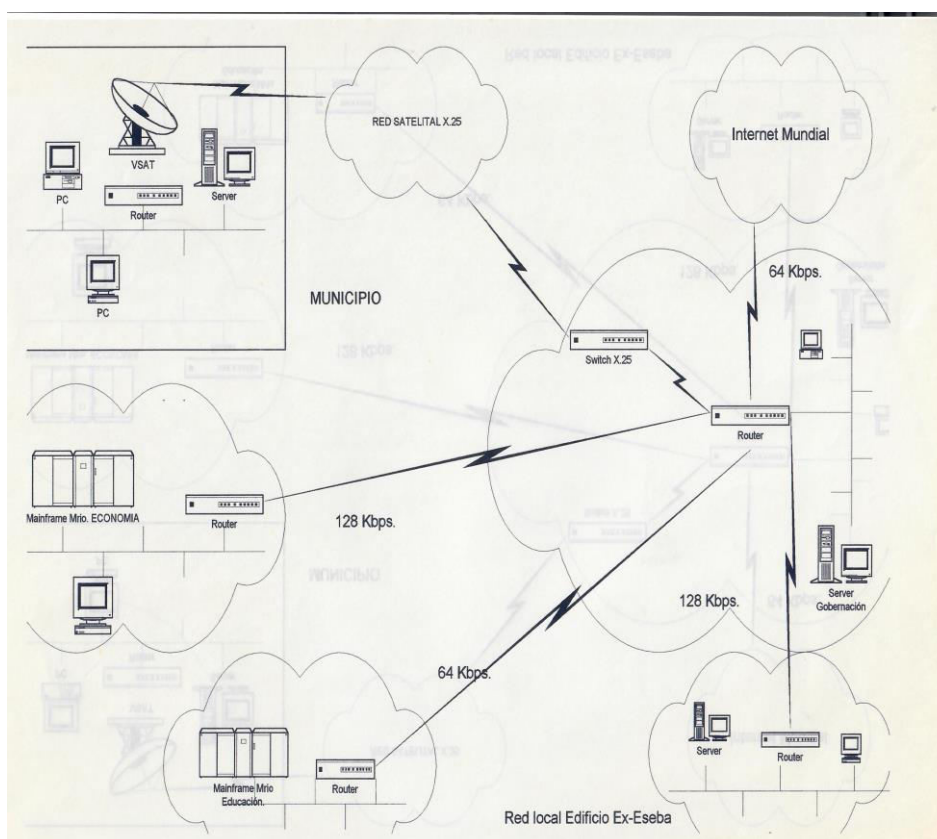 RED SATELITAL X.25
Internet Mundial
VSAT
PC
Router
Server
PC
MUNICIPIO
64 Kbps.
Switch X.25
Router
Mainframe Mrio. ECONOMIA
Router
128 Kbps.
Server
Gobernación
128 Kbps.
64 Kbps.
Mainframe Mrio
Educación.
Router
Server
Router
Red local Edificio Ex-Eseba